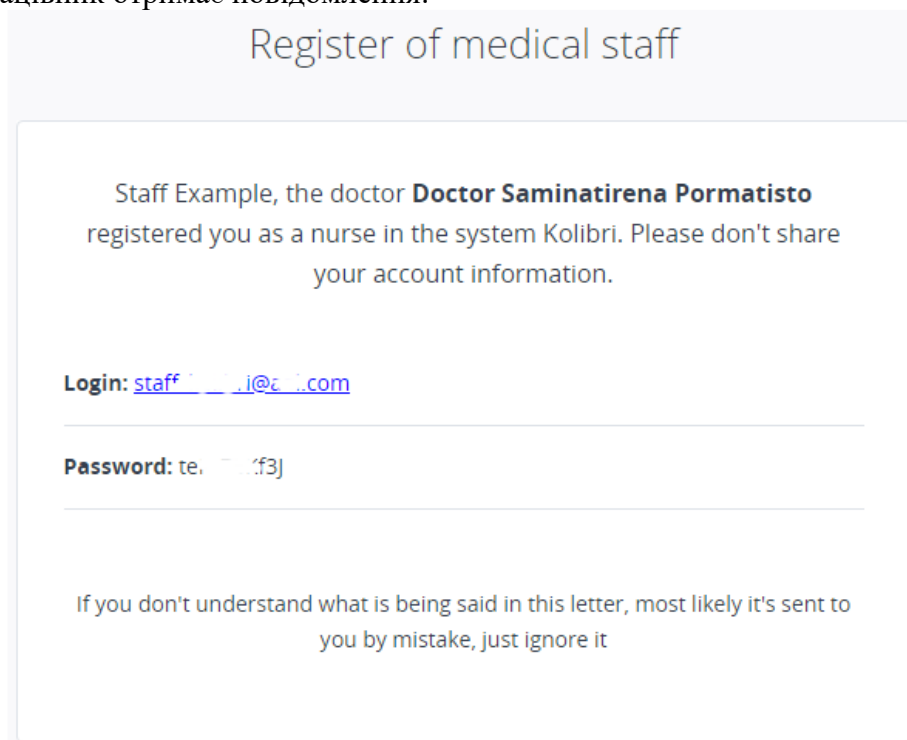 отримає повідомлення.
Register of medical staff
Staff Example, the doctor Doctor Saminatirena Pormatisto
registered you as a nurse in the system Kolibri. Please don't share
your account information.
Login:
Password:
If you don't understand what is being said in this letter, most likely it's sent to
you by mistake, just ignore it